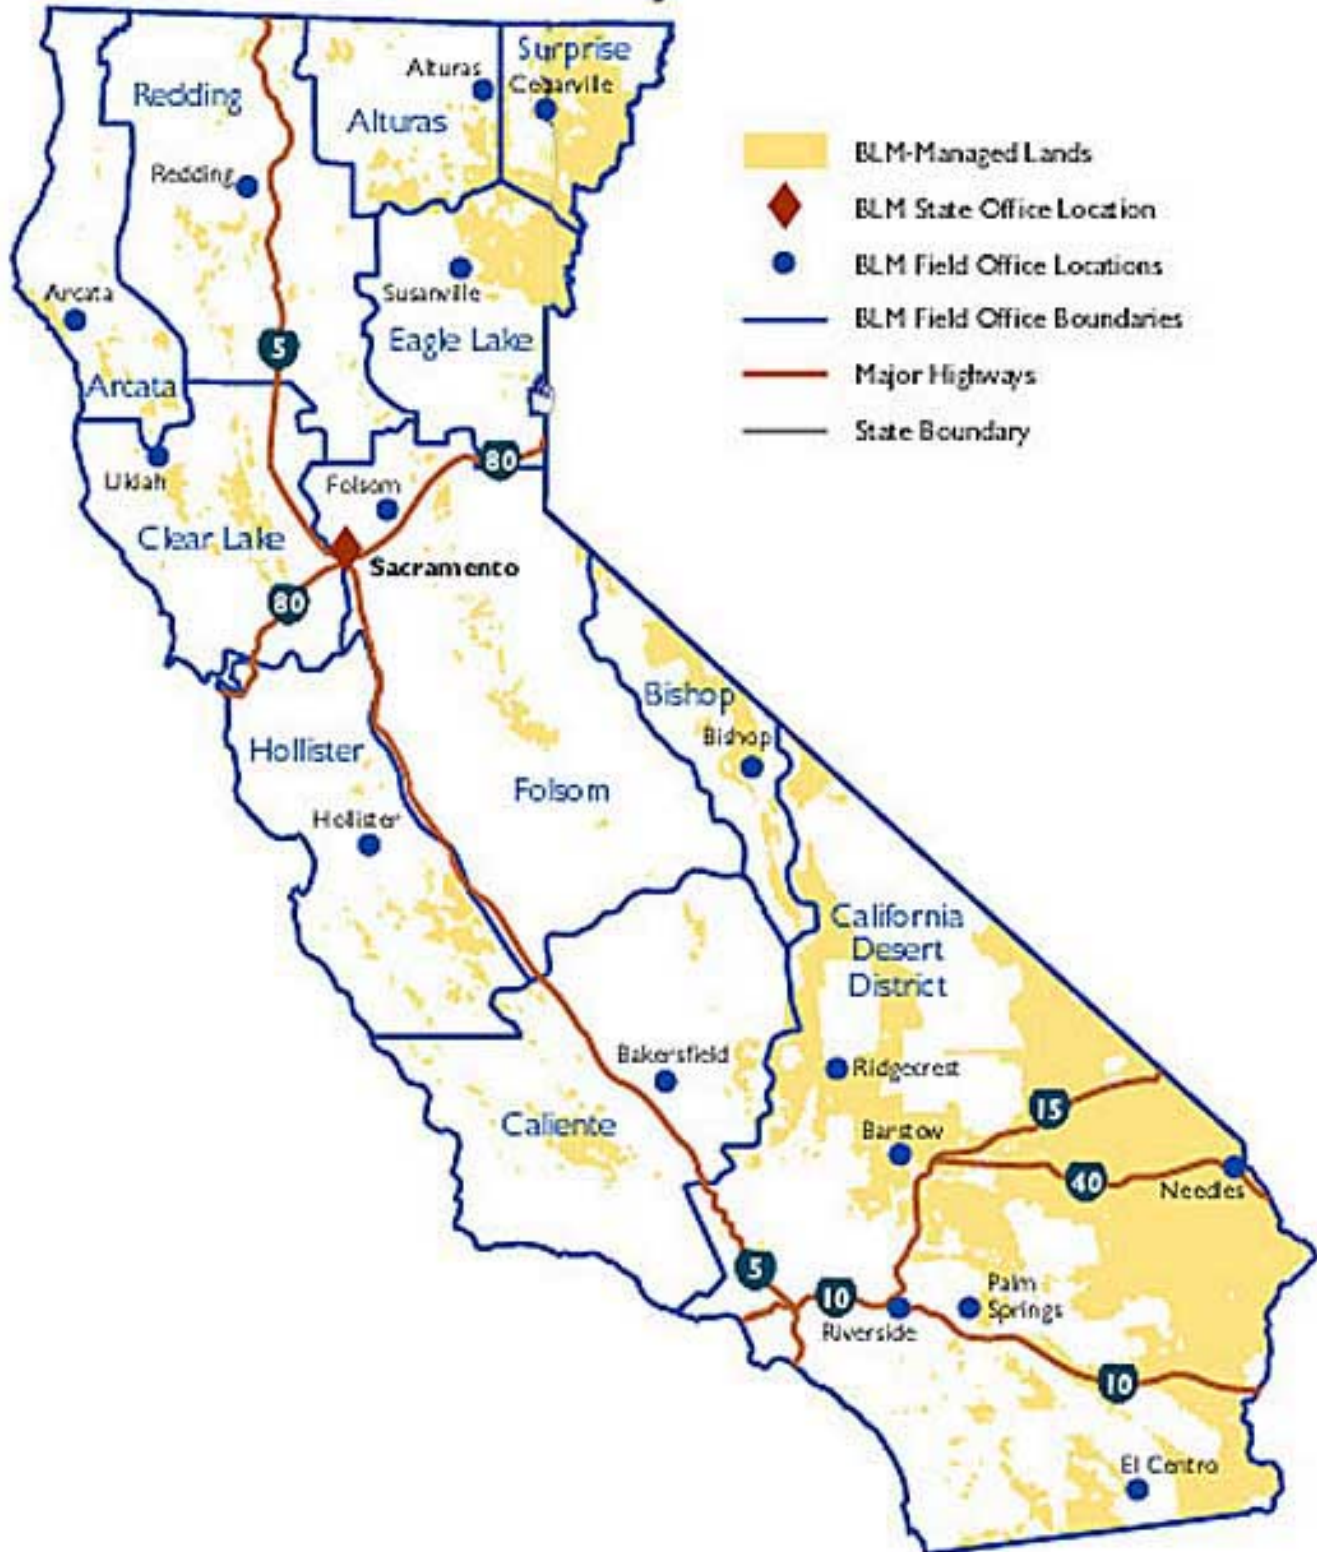 Surprise
Alturas
Cedarville
Redding
Alturas
Redding
BLM-Managed Lands
BLM State Office Location
BLM Field Office Locations
BLM Field Office Boundaries
Major Highways
State Boundary
Arcata
Susanville
5
Eagle Lake
Arcata
80
Ukiah
Folsom
Clear Lake
Sacramento
80
Bishop
Bishop
Hollister
Folsom
Hollister
California
Desert
District
Bakersfield
Ridgecrest
15
Caliente
Barstow
40
Needles
5
10
Palm
Springs
Riverside
10
El Centro